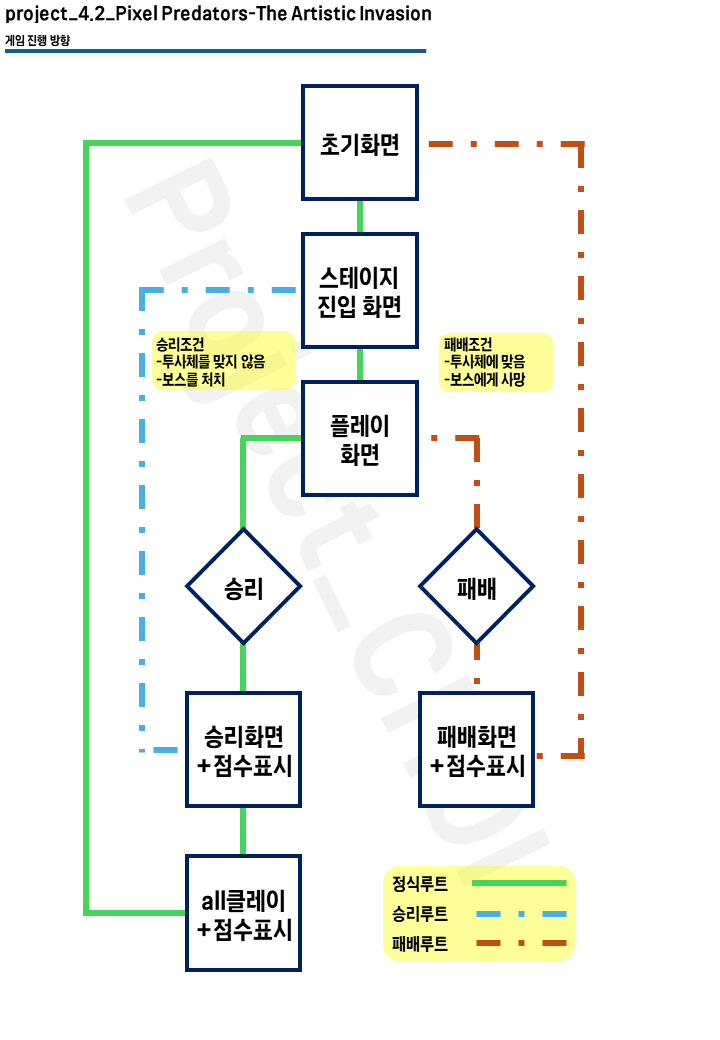 project_4.2_Pixel Predators-The Artistic Invasion
게임 진행 방향
초기화면
스테이지
진입 화면
승리조건
-투사체를 맞지 않음
-보스를 처치
패배조건
-투사체에 맞음
-보스에게 사망
플레이
화면
승리
패배
승리화면
+점수표시
패배화면
+점수표시
all클레이
+점수표시
정식루트
승리루트
패배루트